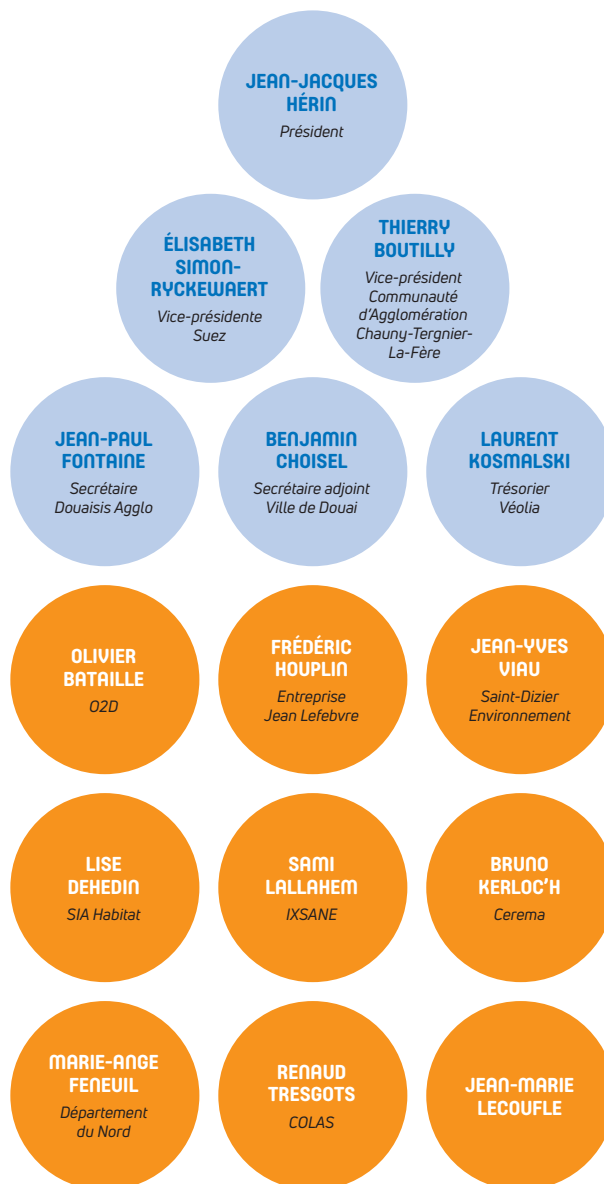 JEAN-JACQUES
HÉRIN
Président
ÉLISABETH
SIMON-
RYCKEWAERT
Vice-présidente
Suez
THIERRY
BOUTILLY
Vice-président
Communauté
d'Agglomération
Chauny-Tergnier-
La-Fère
JEAN-PAUL
FONTAINE
Secrétaire
Douaisis Agglo
BENJAMIN
CHOISEL
Secrétaire adjoint
Ville de Douai
LAURENT
KOSMALSKI
Trésorier
Véolia
OLIVIER
BATAILLE
O2D
FRÉDÉRIC
HOUPLIN
Entreprise
Jean Lefebvre
JEAN-YVES
VIAU
Saint-Dizier
Environnement
LISE
DEHEDIN
SIA Habitat
SAMI
LALLAHEM
IXSANE
BRUNO
KERLOC'H
Cerema
MARIE-ANGE
FENEUIL
Département
du Nord
RENAUD
TRESGOTS
COLAS
JEAN-MARIE
LECOUFLE